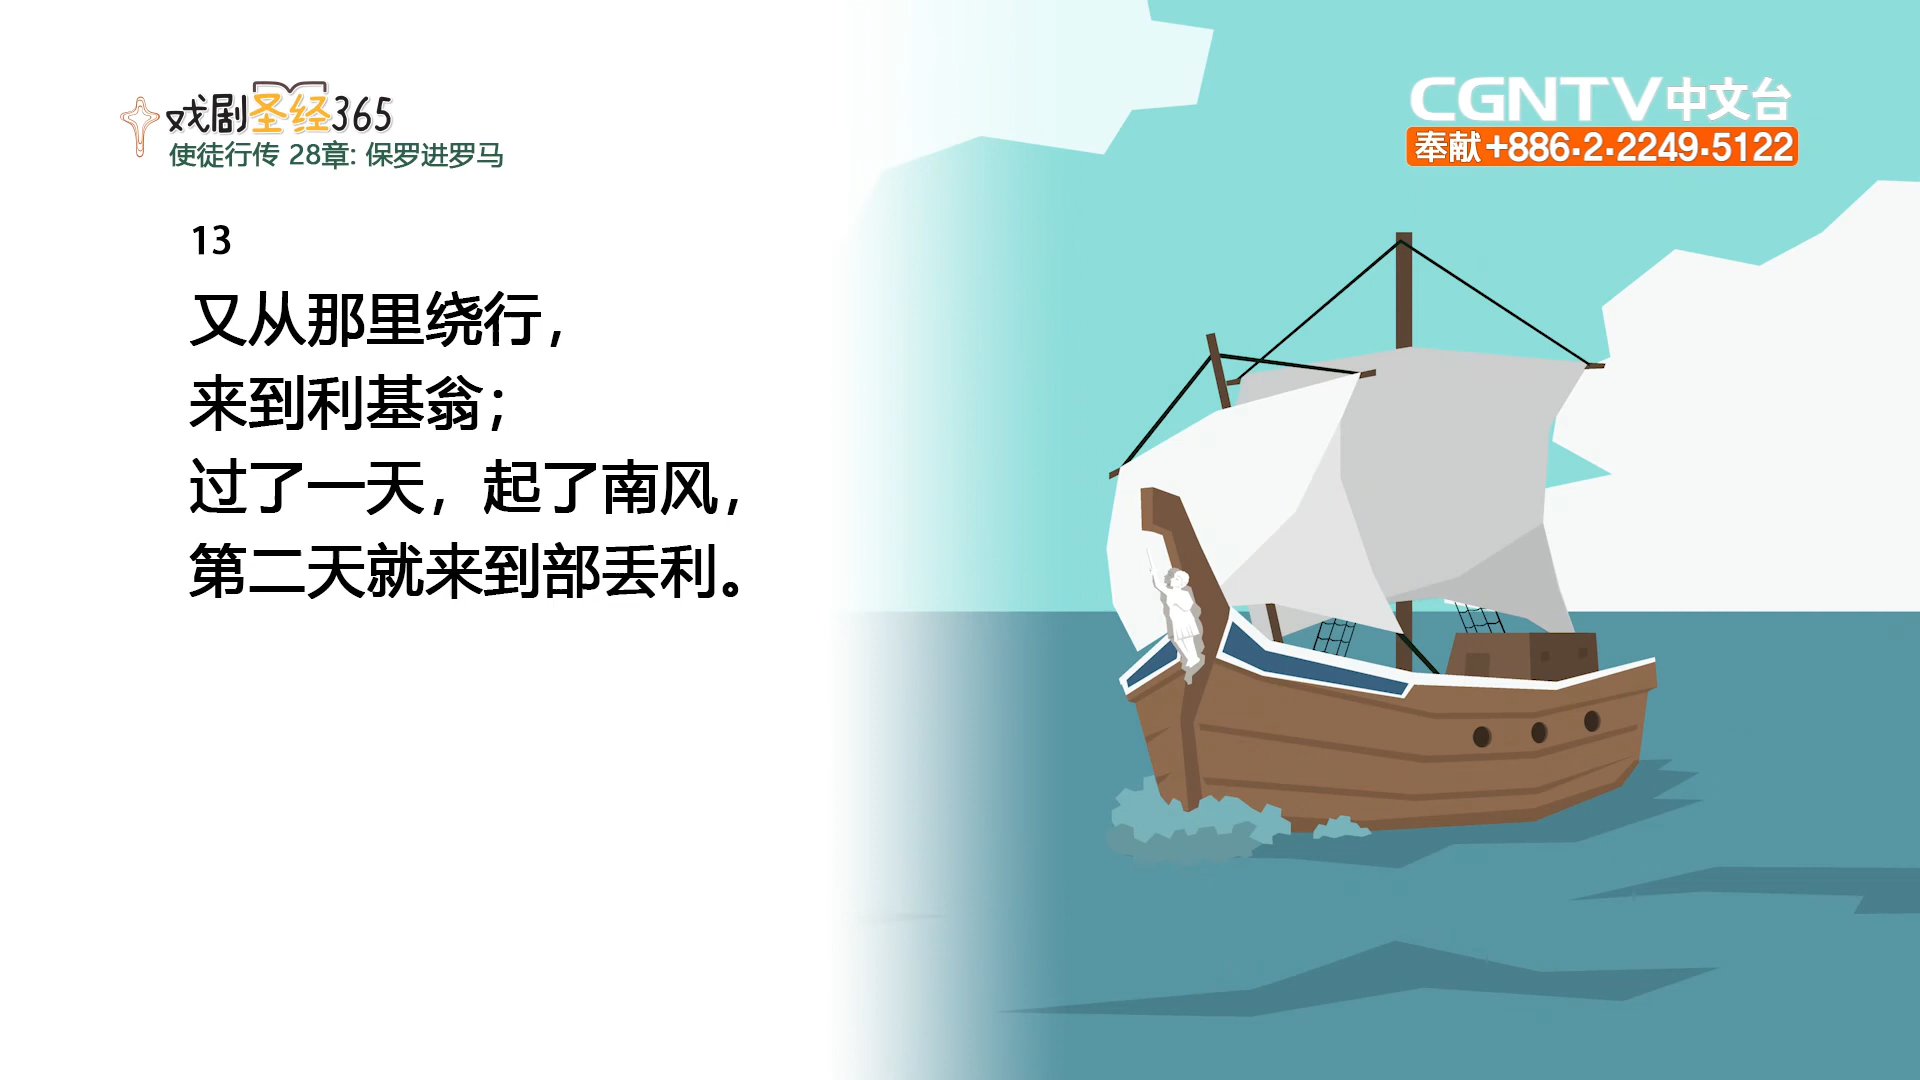 戏剧圣经365
使徒行传 28章: 保罗进罗马
CGNTV中文台
奉献+886·2·2249·5122
13
又从那里绕行，
来到利基翁；
过了一天，起了南风，
第二天就来到部丢利。